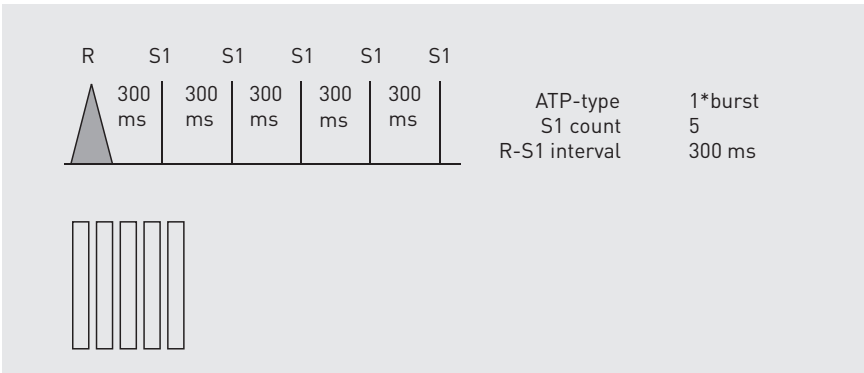 R S1 S1 S1 S1 S1
300 300 300 300 300
ms ms ms ms ms
ATP-type 1*burst
S1 count 5
R-S1 interval 300 ms